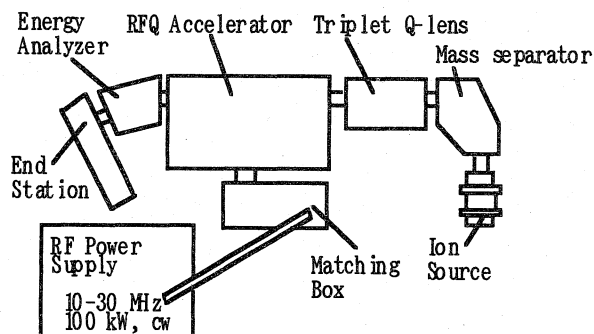 Energy
Analyzer
RFQ Accelerator
Triplet Q-lens
Mass separator
End
Station
RF Power
Supply
10-30 MHz
100 kW, cw
Matching
Box
Ion
Source